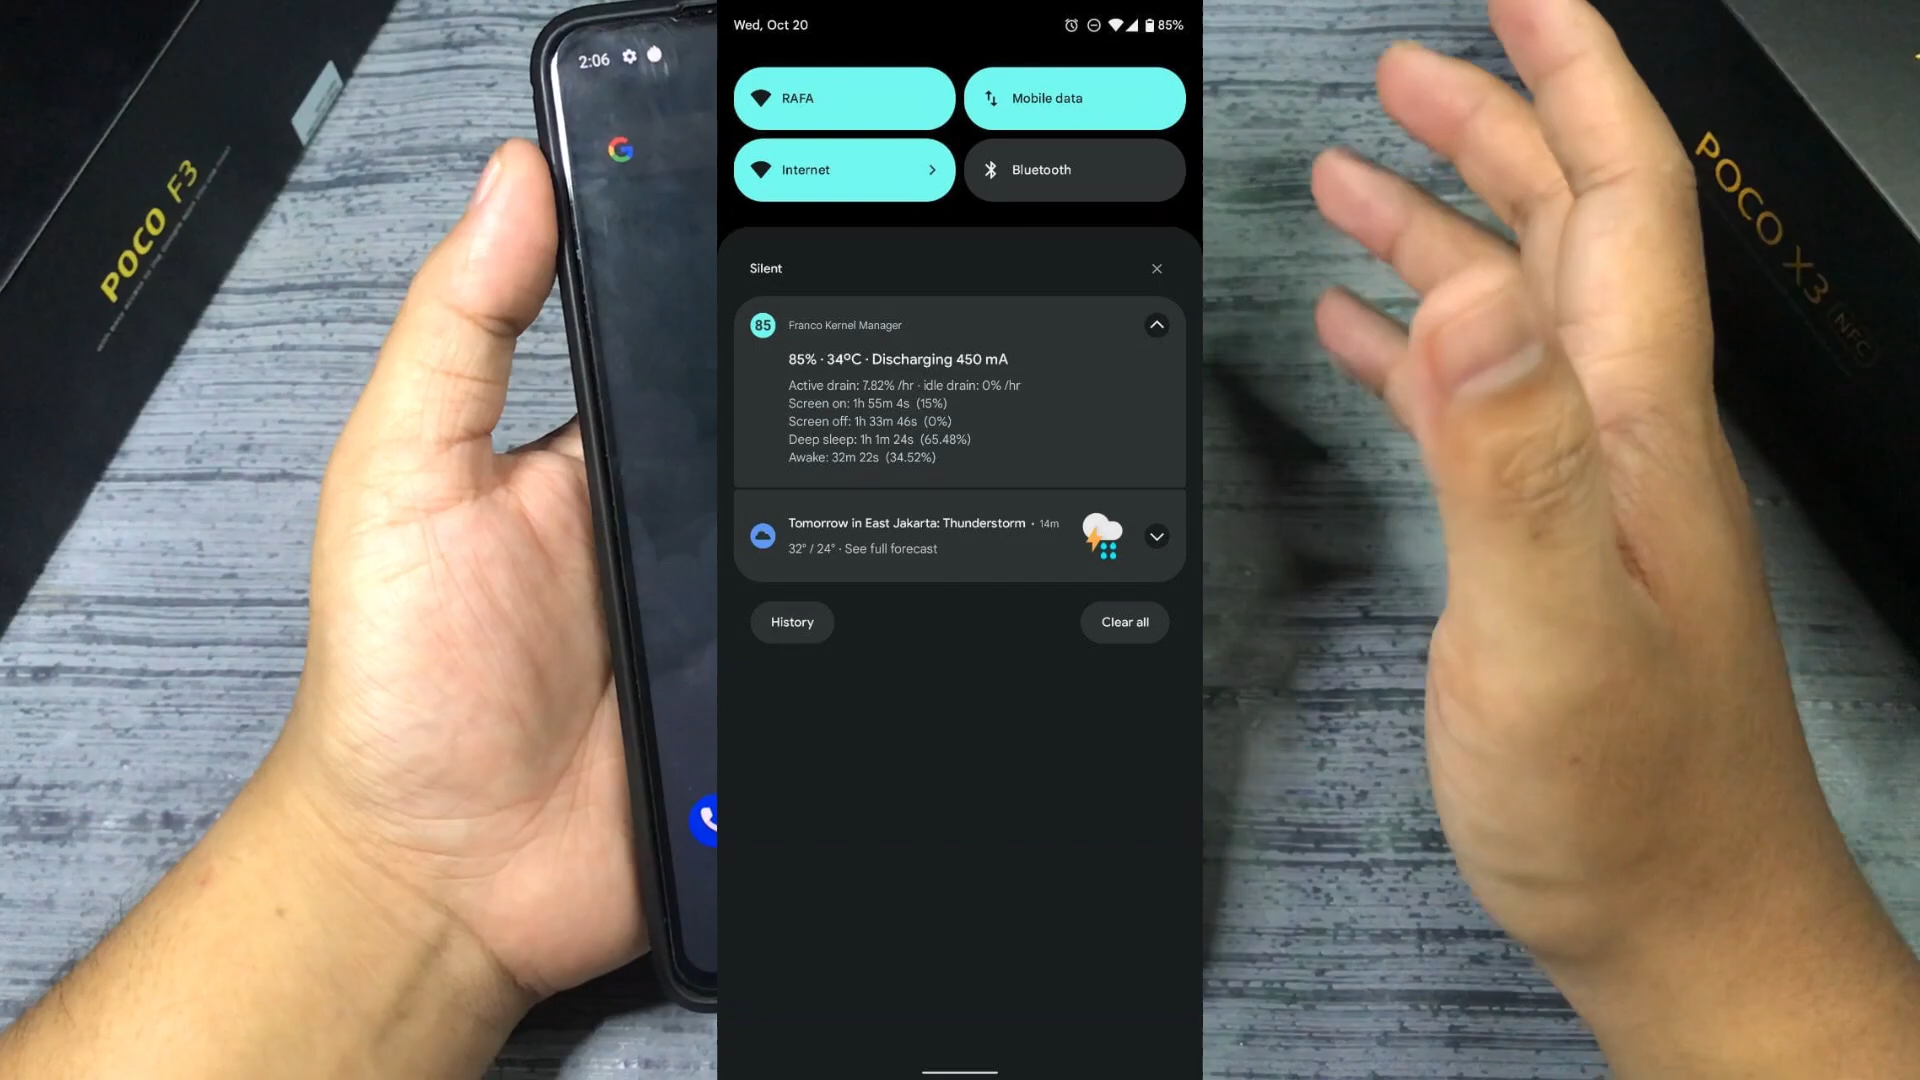 POCO F3
2:06
Wed, Oct 20
85%
RAFA
Mobile data
Internet
Bluetooth
Silent
85
Franco Kernel Manager
85% · 34ºC · Discharging 450 mA
Active drain: 7.82% /hr · idle drain: 0% /hr
Screen on: 1h 55m 4s (15%)
Screen off: 1h 33m 46s (0%)
Deep sleep: 1h 1m 24s (65.48%)
Awake: 32m 22s (34.52%)
Tomorrow in East Jakarta: Thunderstorm · 14m
32° / 24° · See full forecast
History
Clear all
POCO X3 NFC